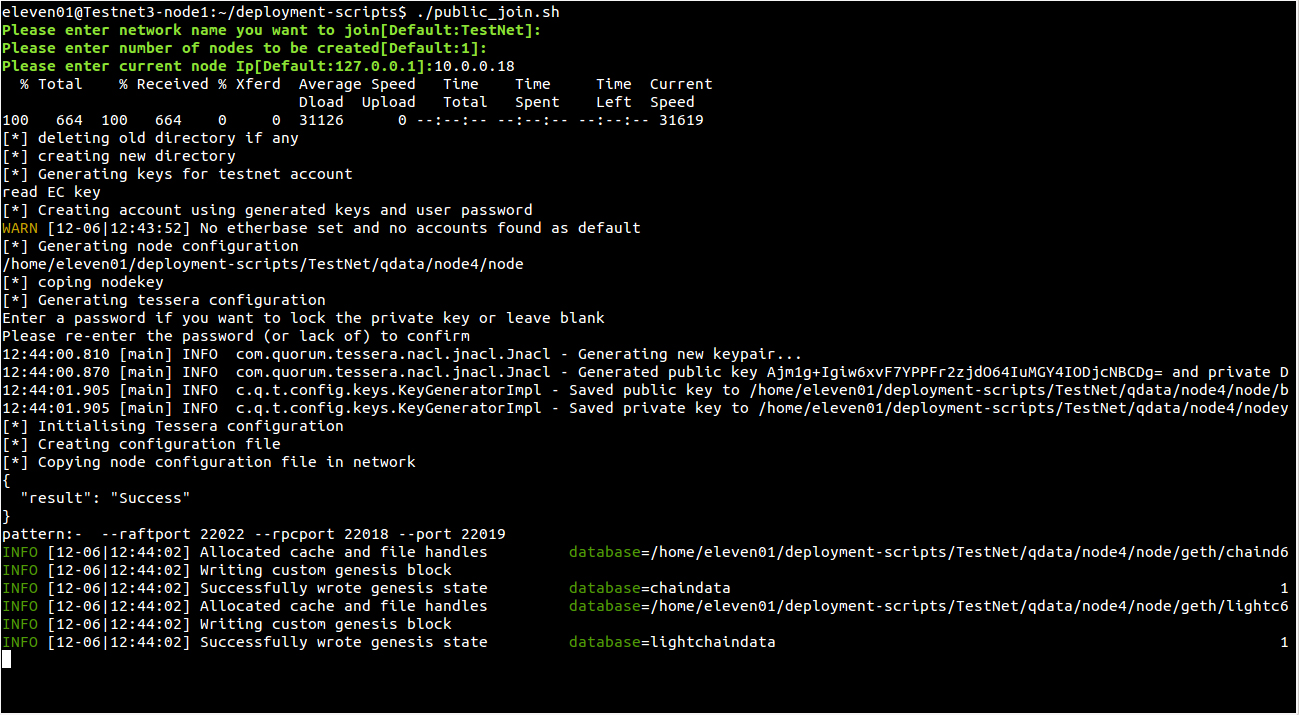 eleven01@Testnet3-node1:~/deployment-scripts$ ./public_join.sh
Please enter network name you want to join[Default:TestNet]:
Please enter number of nodes to be created[Default:1]:
Please enter current node Ip[Default:127.0.0.1]:10.0.0.18
  % Total    % Received % Xferd  Average Speed   Time    Time     Time  Current
                                 Dload  Upload   Total   Spent    Left  Speed
100   664  100   664    0     0  31126      0 --:--:-- --:--:-- --:--:-- 31619
[*] deleting old directory if any
[*] creating new directory
[*] Generating keys for testnet account
read EC key
[*] Creating account using generated keys and user password
WARN [12-06|12:43:52] No etherbase set and no accounts found as default
[*] Generating node configuration
/home/eleven01/deployment-scripts/TestNet/qdata/node4/node
[*] coping nodekey
[*] Generating tessera configuration
Enter a password if you want to lock the private key or leave blank
Please re-enter the password (or lack of) to confirm
12:44:00.810 [main] INFO  com.quorum.tessera.nacl.jnacl.Jnacl - Generating new keypair...
12:44:00.870 [main] INFO  com.quorum.tessera.nacl.jnacl.Jnacl - Generated public key Ajm1g+Igiw6xvF7YPPFr2zjdO64IuMGY4IODjcNBCDg= and private D
12:44:01.905 [main] INFO  c.q.t.config.keys.KeyGeneratorImpl - Saved public key to /home/eleven01/deployment-scripts/TestNet/qdata/node4/node/b
12:44:01.905 [main] INFO  c.q.t.config.keys.KeyGeneratorImpl - Saved private key to /home/eleven01/deployment-scripts/TestNet/qdata/node4/nodey
[*] Initialising Tessera configuration
[*] Creating configuration file
[*] Copying node configuration file in network
{
  "result": "Success"
}
pattern:-  --raftport 22022 --rpcport 22018 --port 22019
INFO [12-06|12:44:02] Allocated cache and file handles         database=/home/eleven01/deployment-scripts/TestNet/qdata/node4/node/geth/chaind6
INFO [12-06|12:44:02] Writing custom genesis block
INFO [12-06|12:44:02] Successfully wrote genesis state         database=chaindata                                                             1
INFO [12-06|12:44:02] Allocated cache and file handles         database=/home/eleven01/deployment-scripts/TestNet/qdata/node4/node/geth/lightc6
INFO [12-06|12:44:02] Writing custom genesis block
INFO [12-06|12:44:02] Successfully wrote genesis state         database=lightchaindata                                                        1